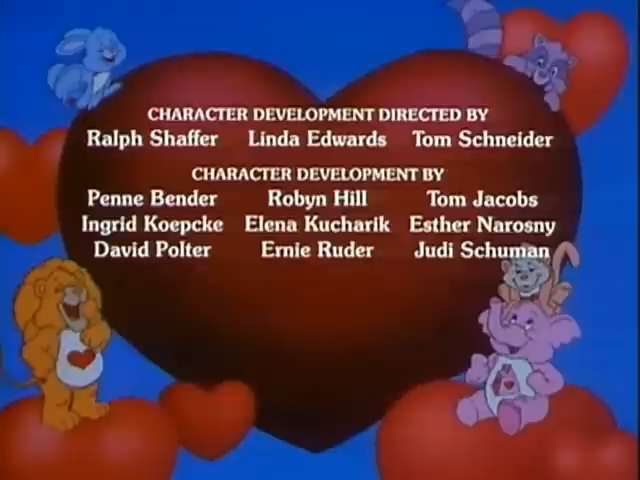 CHARACTER DEVELOPMENT DIRECTED BY
Ralph Shaffer Linda Edwards Tom Schneider
CHARACTER DEVELOPMENT BY
Penne Bender Robyn Hill Tom Jacobs
Ingrid Koepcke Elena Kucharik Esther Narosny
David Polter Ernie Ruder Judi Schuman